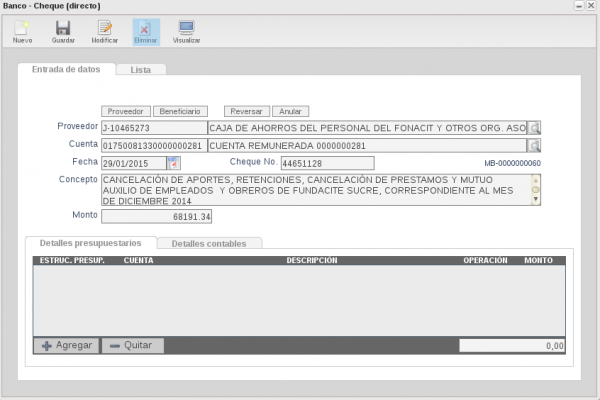 Banco - Cheque (directo)
Nuevo Guardar Modificar Eliminar Visualizar
Entrada de datos Lista
Proveedor Beneficiario Reversar Anular
Proveedor J-10465273 CAJA DE AHORROS DEL PERSONAL DEL FONACIT Y OTROS ORG. ASO
Cuenta 01750081330000000281 CUENTA REMUNERADA 0000000281
Fecha 29/01/2015 Cheque No. 44651128 MB-0000000060
Concepto CANCELACIÓN DE APORTES, RETENCIONES, CANCELACIÓN DE PRESTAMOS Y MUTUO
AUXILIO DE EMPLEADOS Y OBREROS DE FUNDACITE SUCRE, CORRESPONDIENTE AL MES
DE DICIEMBRE 2014
Monto 68191.34
Detalles presupuestarios Detalles contables
ESTRUC. PRESUP. CUENTA DESCRIPCIÓN OPERACIÓN MONTO
Agregar Quitar 0,00